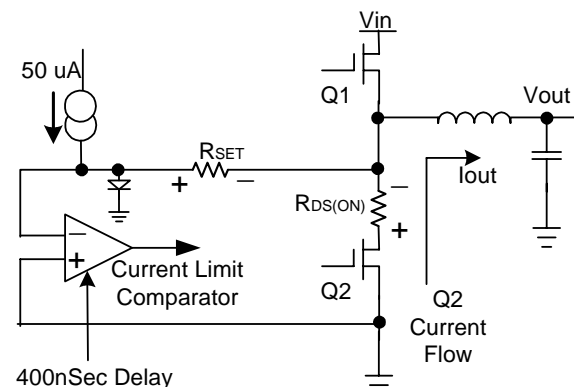 Vin
50 uA
Q1
Vout
RSET
+
−
−
Iout
RDS(ON)
+
−
+
Current Limit
Comparator
Q2
Q2
Current
Flow
400nSec Delay